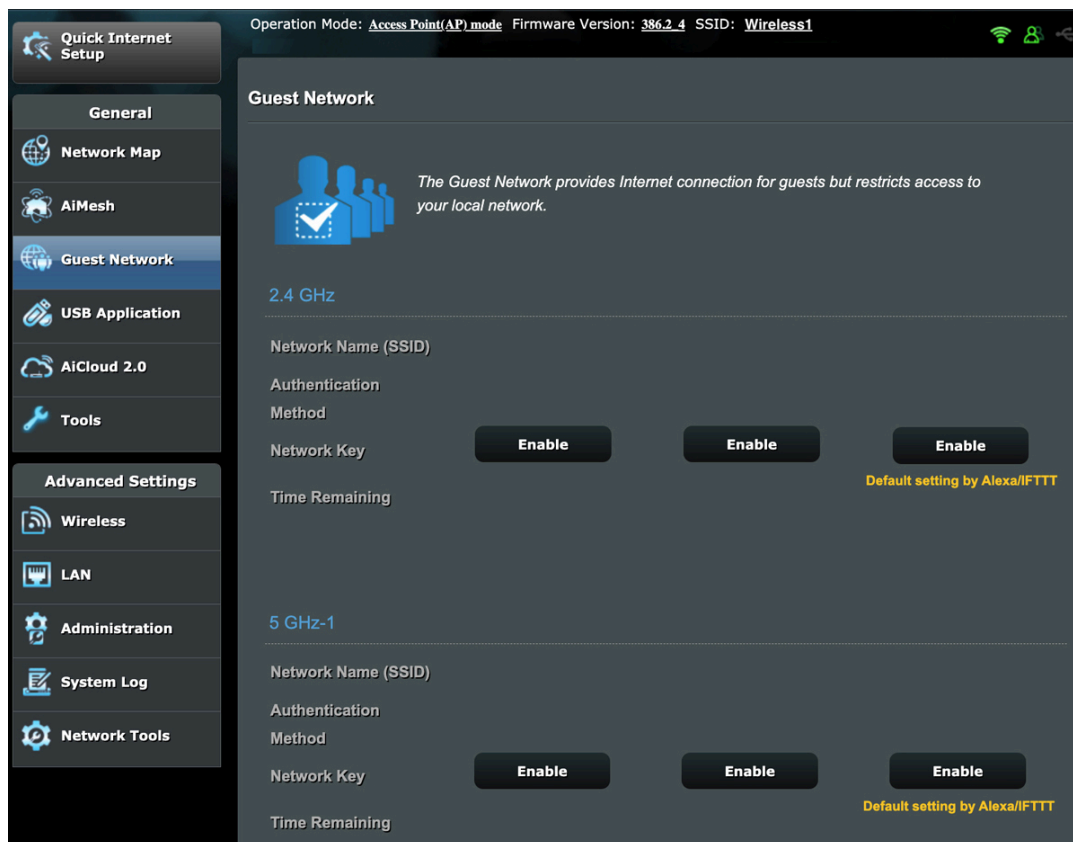 Quick Internet
Setup
Operation Mode: Access Point(AP) mode Firmware Version: 386.2_4 SSID: Wireless1
General
Network Map
AiMesh
Guest Network
USB Application
AiCloud 2.0
Tools
Advanced Settings
Wireless
LAN
Administration
System Log
Network Tools
Guest Network
The Guest Network provides Internet connection for guests but restricts access to
your local network.
2.4 GHz
Network Name (SSID)
Authentication
Method
Network Key
Enable Enable Enable
Default setting by Alexa/IFTTT
Time Remaining
5 GHz-1
Network Name (SSID)
Authentication
Method
Network Key
Enable Enable Enable
Default setting by Alexa/IFTTT
Time Remaining